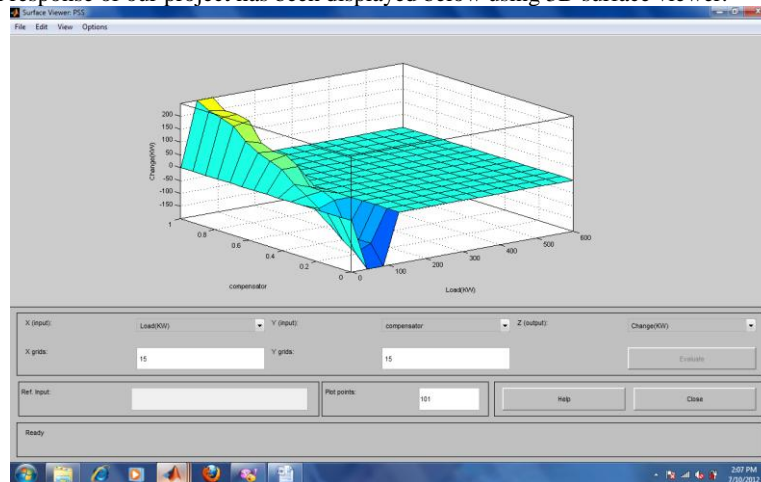 response of our project has been displayed below using 3D surface viewer.
Surface Viewer: PSS
File Edit View Options
200
150
100
50
0
-50
-100
-150
Change(KW)
1
0.8
0.6
0.4
0.2
0
compensator
0
100
200
300
400
500
600
Load(KW)
X (input): Load(KW) Y (input): compensator Z (output): Change(KW)
X grids: 15 Y grids: 15 Evaluate
Ref. Input: Plot points: 101 Help Close
Ready
2:07 PM
7/10/2012